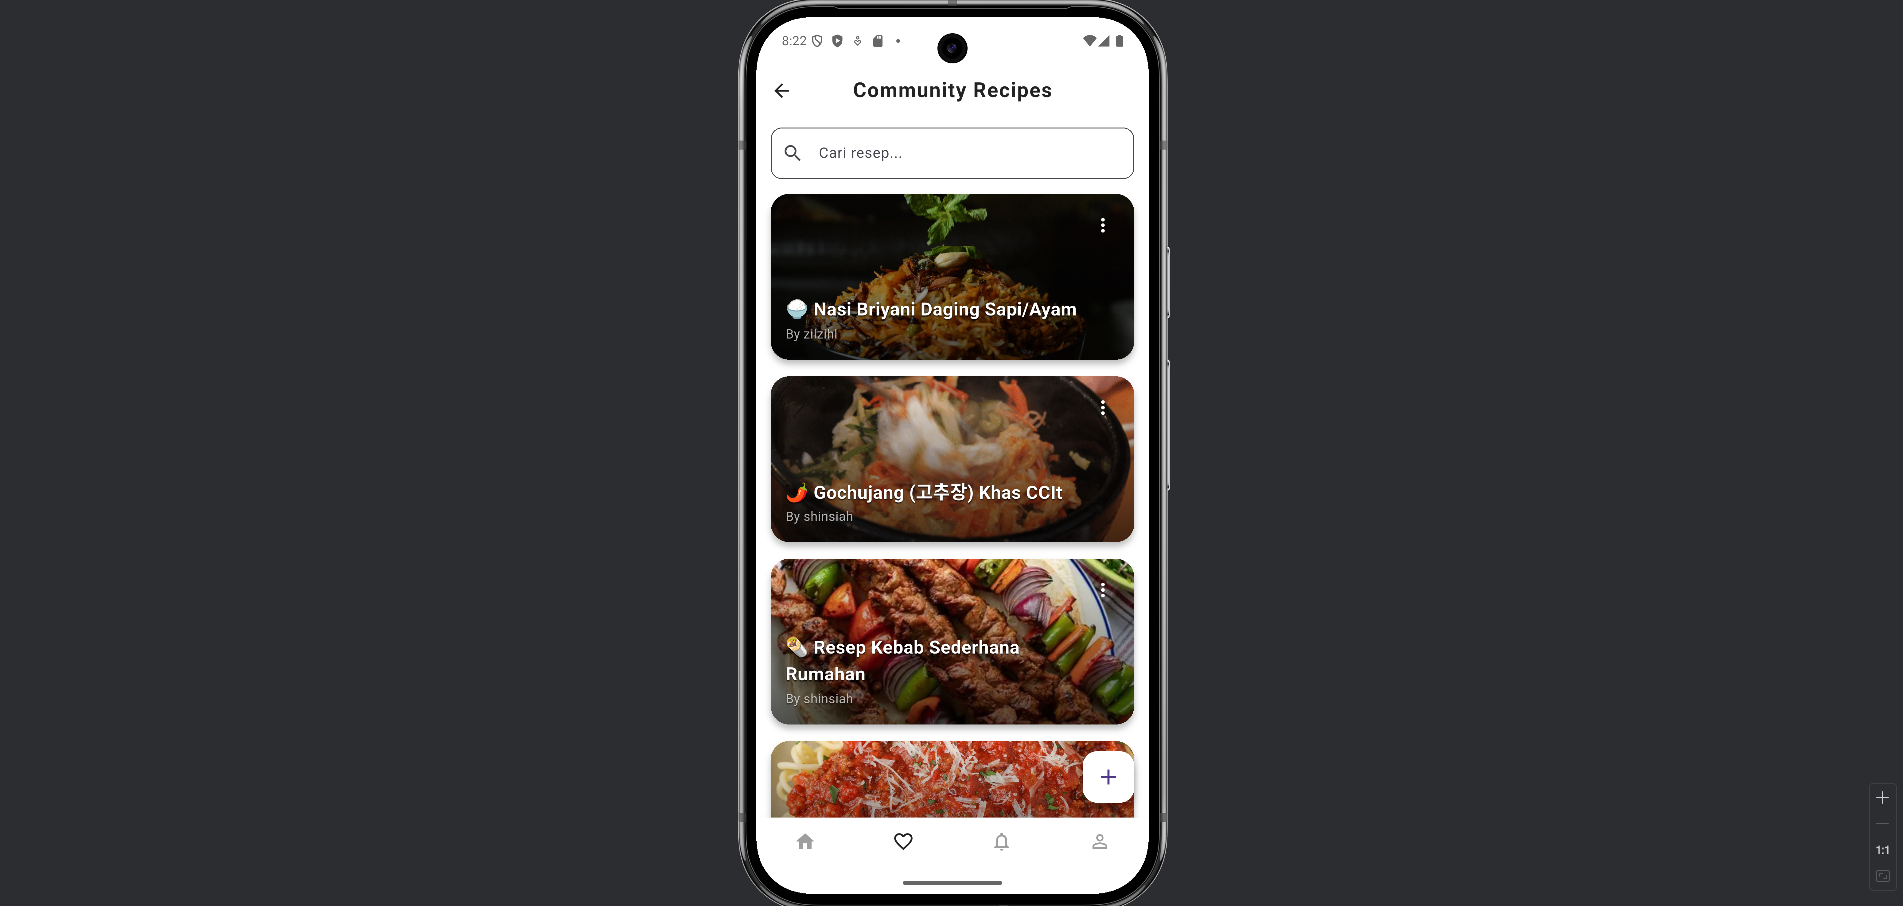 8:22
Community Recipes
Cari resep...
🍚 Nasi Briyani Daging Sapi/Ayam
By zilzihl
🌶️ Gochujang (고추장) Khas CCIt
By shinsiah
🌯 Resep Kebab Sederhana
Rumahan
By shinsiah
1:1